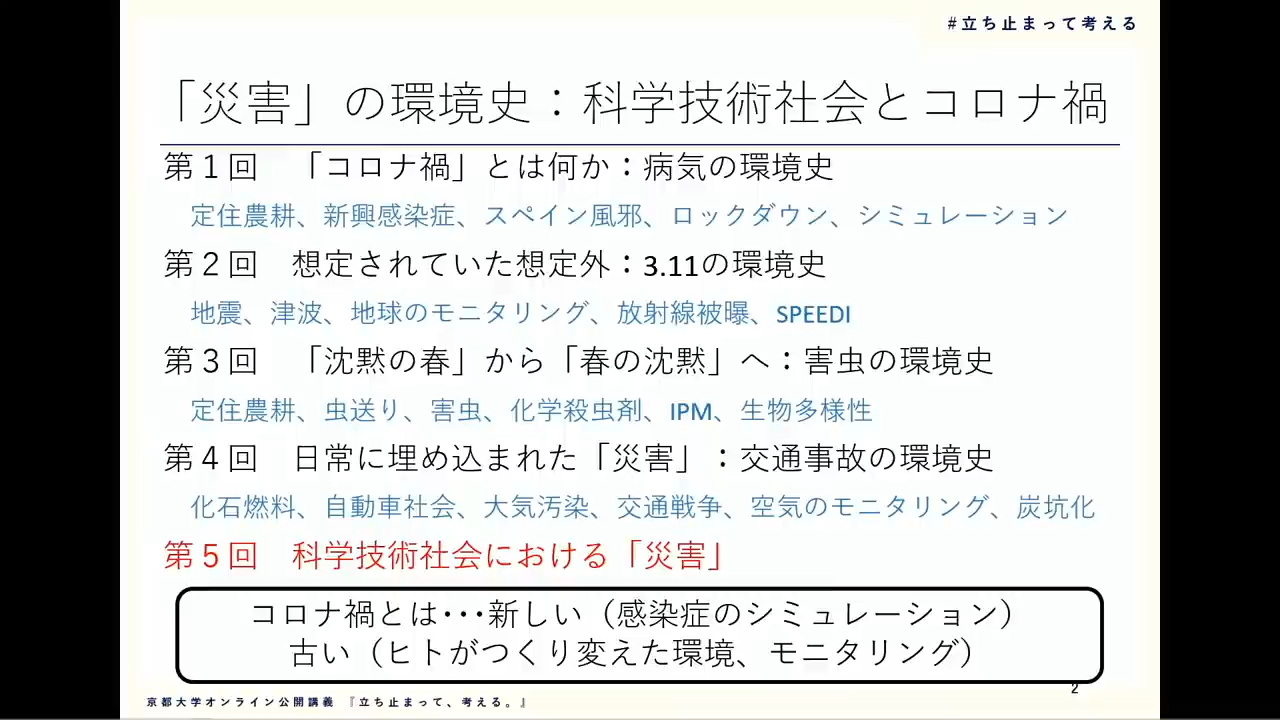 #立ち止まって考える
「災害」の環境史：科学技術社会とコロナ禍
第１回　「コロナ禍」とは何か：病気の環境史
定住農耕、新興感染症、スペイン風邪、ロックダウン、シミュレーション
第２回　想定されていた想定外：3.11の環境史
地震、津波、地球のモニタリング、放射線被曝、SPEEDI
第３回　「沈黙の春」から「春の沈黙」へ：害虫の環境史
定住農耕、虫送り、害虫、化学殺虫剤、IPM、生物多様性
第４回　日常に埋め込まれた「災害」：交通事故の環境史
化石燃料、自動車社会、大気汚染、交通戦争、空気のモニタリング、炭坑化
第５回　科学技術社会における「災害」
コロナ禍とは･･･新しい（感染症のシミュレーション）
古い（ヒトがつくり変えた環境、モニタリング）
2
京都大学オンライン公開講義　『立ち止まって、考える。』